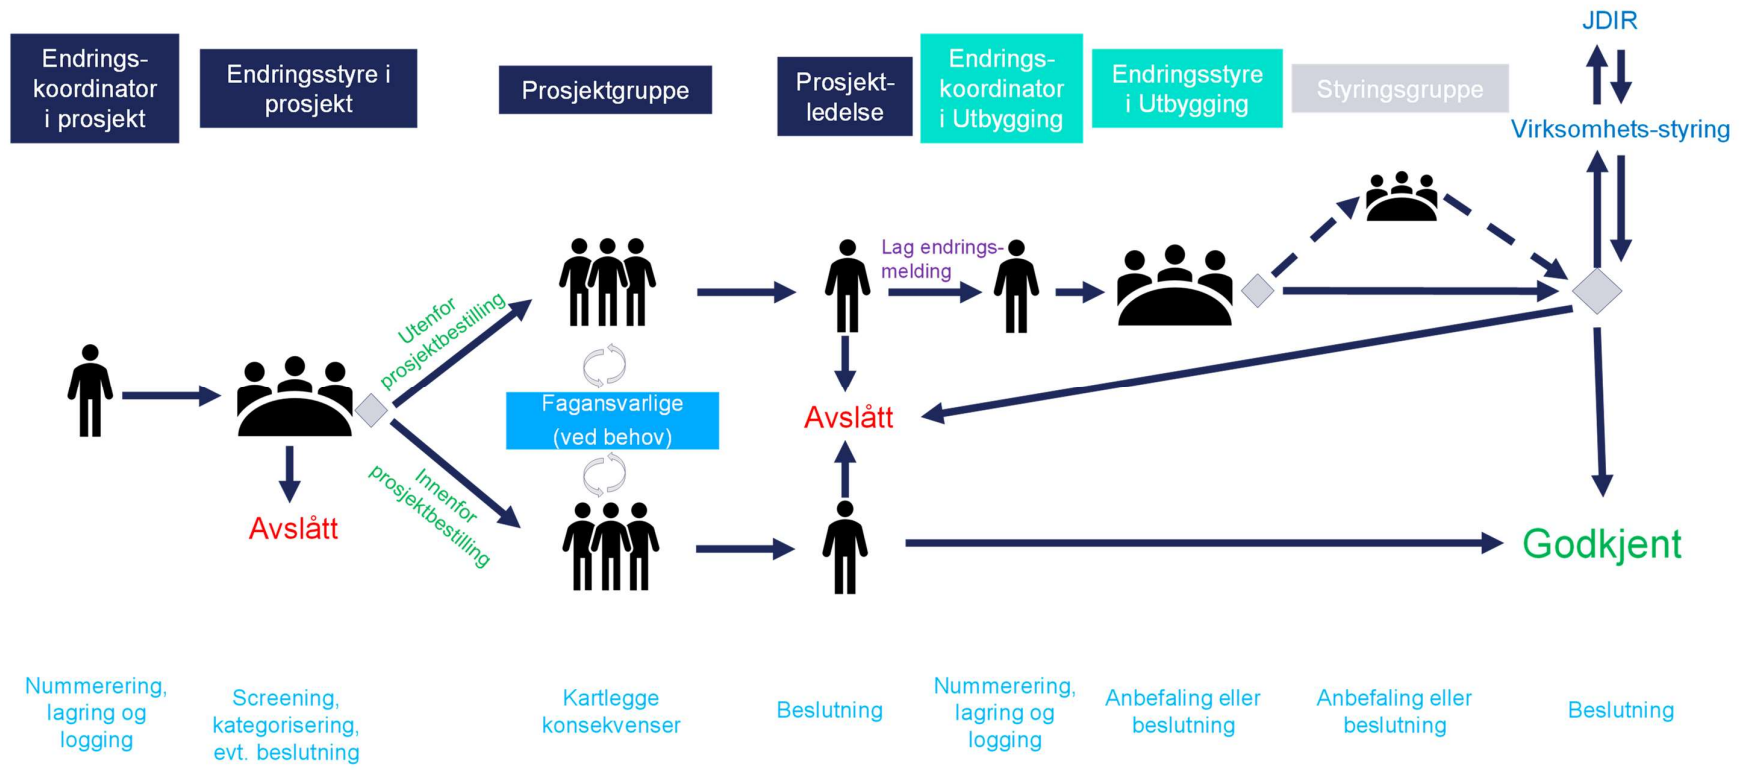 JDIR
Endrings-
koordinator
i prosjekt
Endringsstyre i
prosjekt
Prosjektgruppe
Prosjekt-
ledelse
Endrings-
koordinator
i Utbygging
Endringsstyre
i Utbygging
Styringsgruppe
Virksomhets-styring
Lag endrings-
melding
Utenfor
prosjektbestilling
Fagansvarlige
(ved behov)
Avslått
Innenfor
prosjektbestilling
Avslått
Godkjent
Nummerering,
lagring og
logging
Screening,
kategorisering,
evt. beslutning
Kartlegge
konsekvenser
Beslutning
Nummerering,
lagring og
logging
Anbefaling eller
beslutning
Anbefaling eller
beslutning
Beslutning